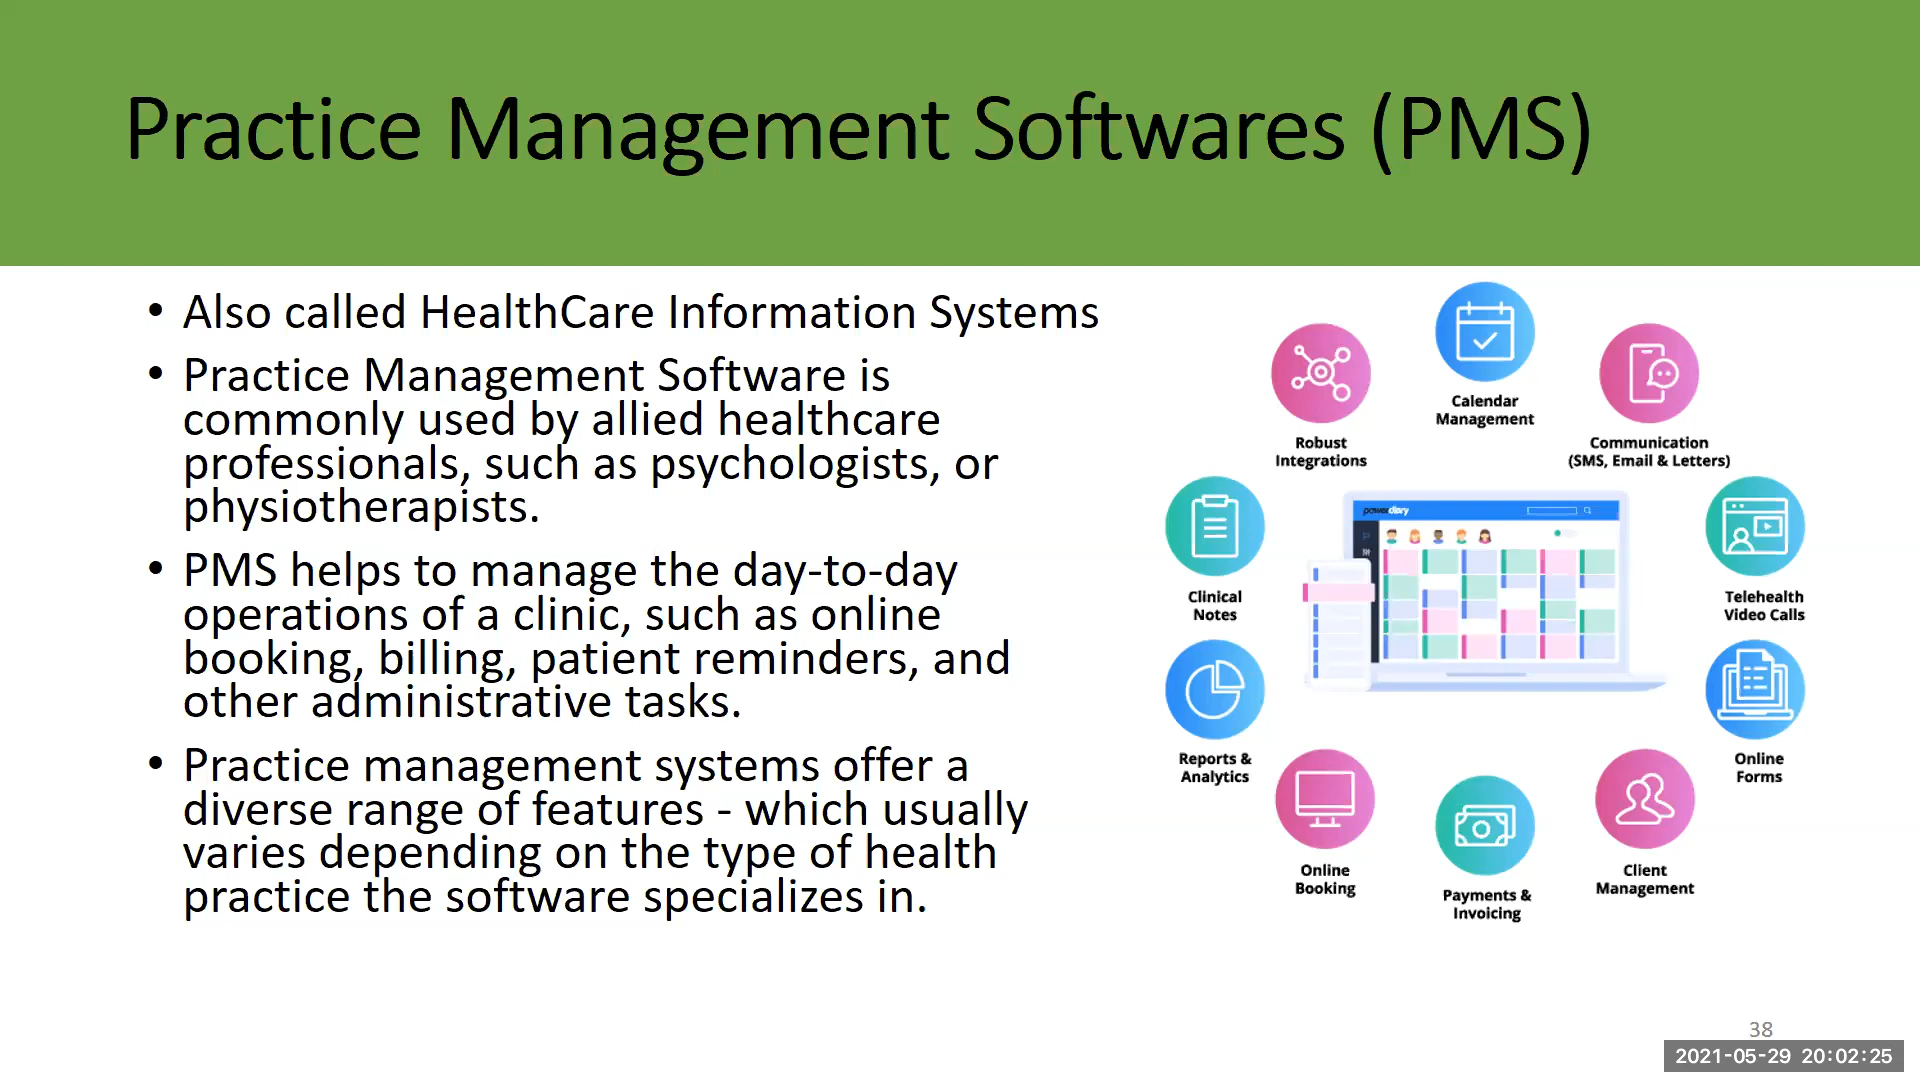 Practice Management Softwares (PMS)
• Also called HealthCare Information Systems
• Practice Management Software is
commonly used by allied healthcare
professionals, such as psychologists, or
physiotherapists.
• PMS helps to manage the day-to-day
operations of a clinic, such as online
booking, billing, patient reminders, and
other administrative tasks.
• Practice management systems offer a
diverse range of features - which usually
varies depending on the type of health
practice the software specializes in.
Calendar
Management
Robust
Integrations
Communication
(SMS, Email & Letters)
powerdiary
Clinical
Notes
Telehealth
Video Calls
Reports &
Analytics
Online
Forms
Online
Booking
Payments &
Invoicing
Client
Management
38
2021-05-29 20:02:25